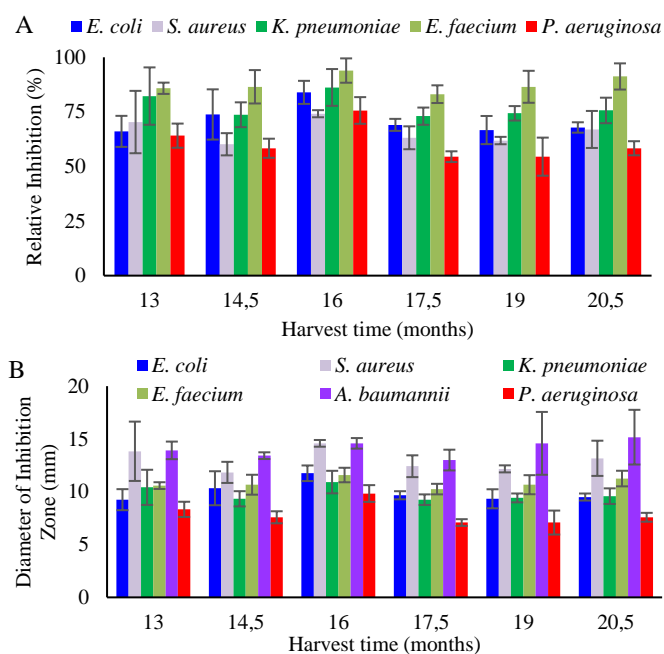 A
E. coli S. aureus K. pneumoniae E. faecium P. aeruginosa
Relative Inhibition (%)
100
75
50
25
0
13 14,5 16 17,5 19 20,5
Harvest time (months)
B
E. coli S. aureus K. pneumoniae
E. faecium A. baumannii P. aeruginosa
Diameter of Inhibition
Zone (mm)
20
15
10
5
0
13 14,5 16 17,5 19 20,5
Harvest time (months)